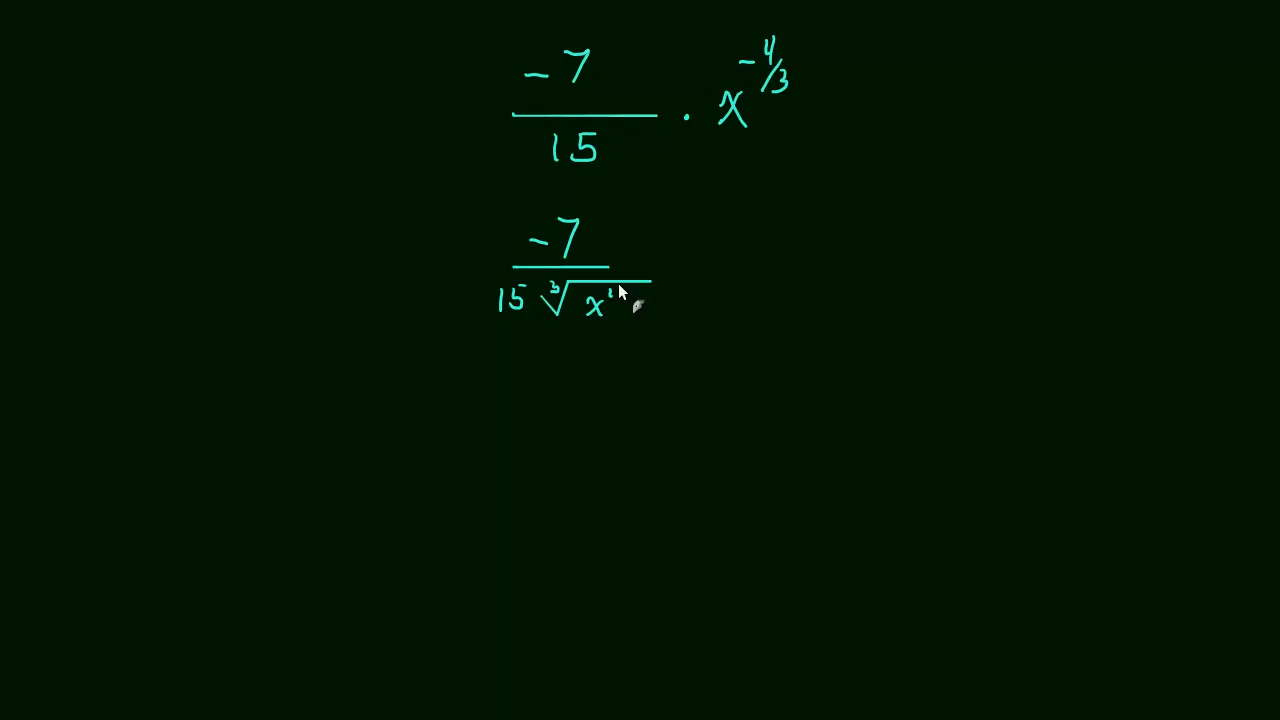 -7
― · x^(-4/3)
15
-7
―
15 ∛x